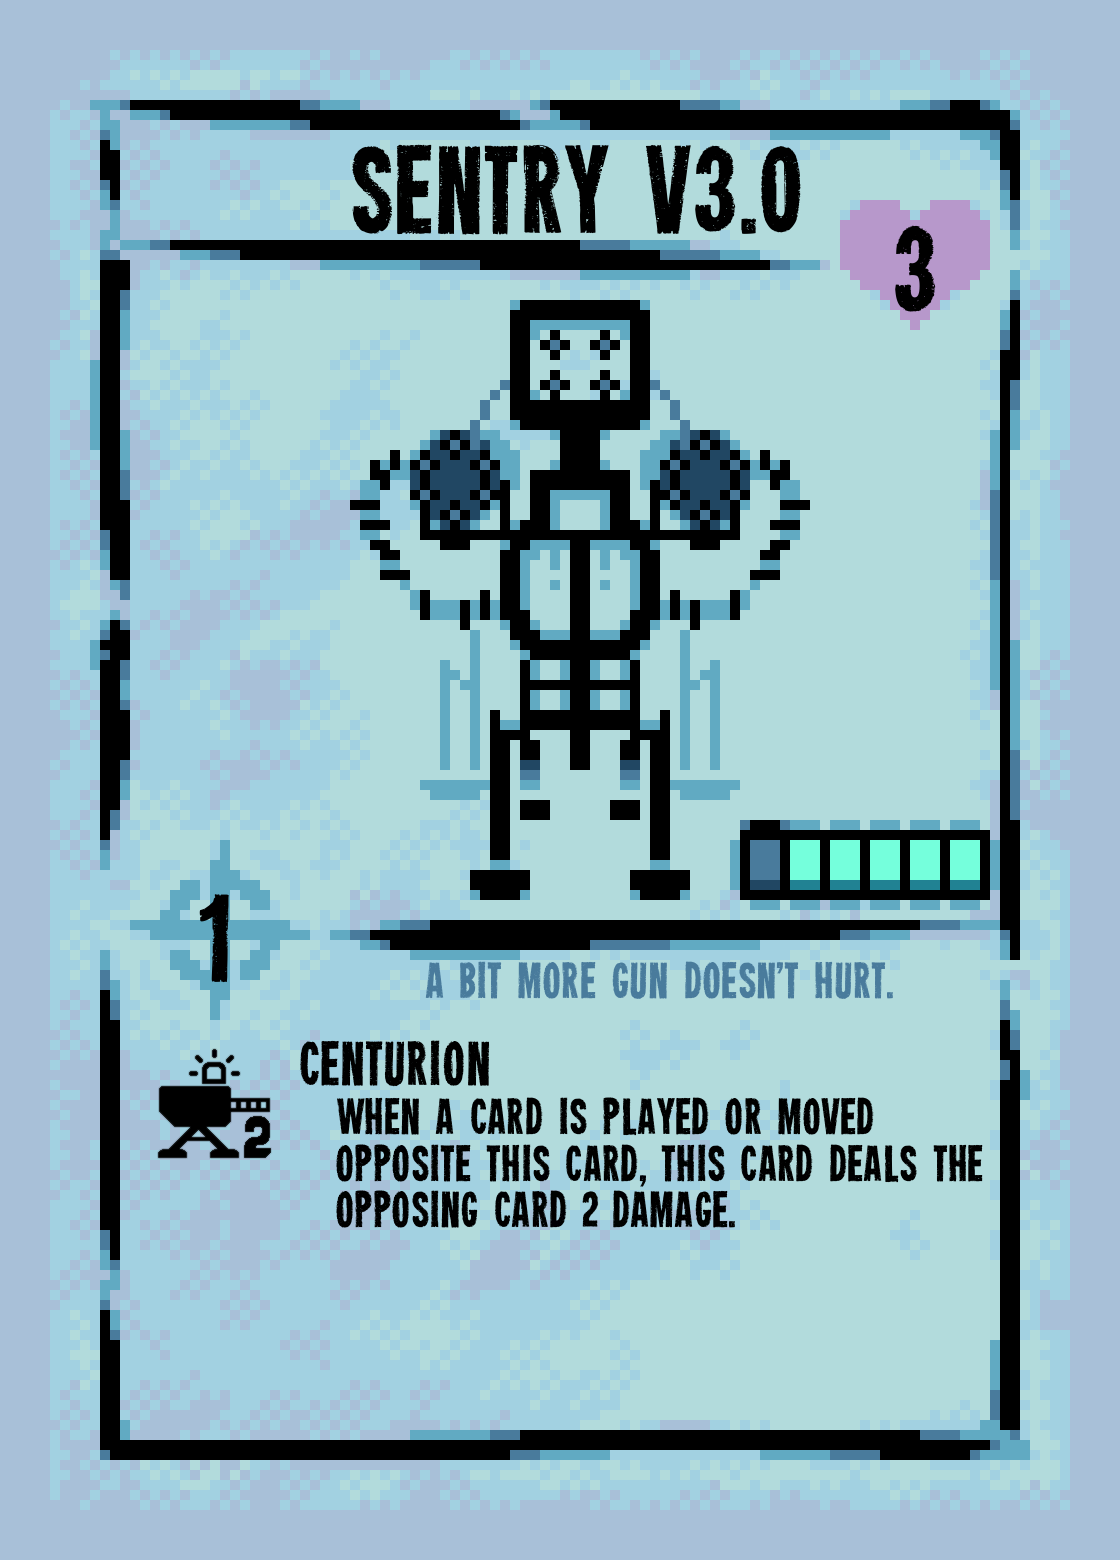 SENTRY V3.0
3
1
A BIT MORE GUN DOESN'T HURT.
CENTURION
2
WHEN A CARD IS PLAYED OR MOVED
OPPOSITE THIS CARD, THIS CARD DEALS THE
OPPOSING CARD 2 DAMAGE.